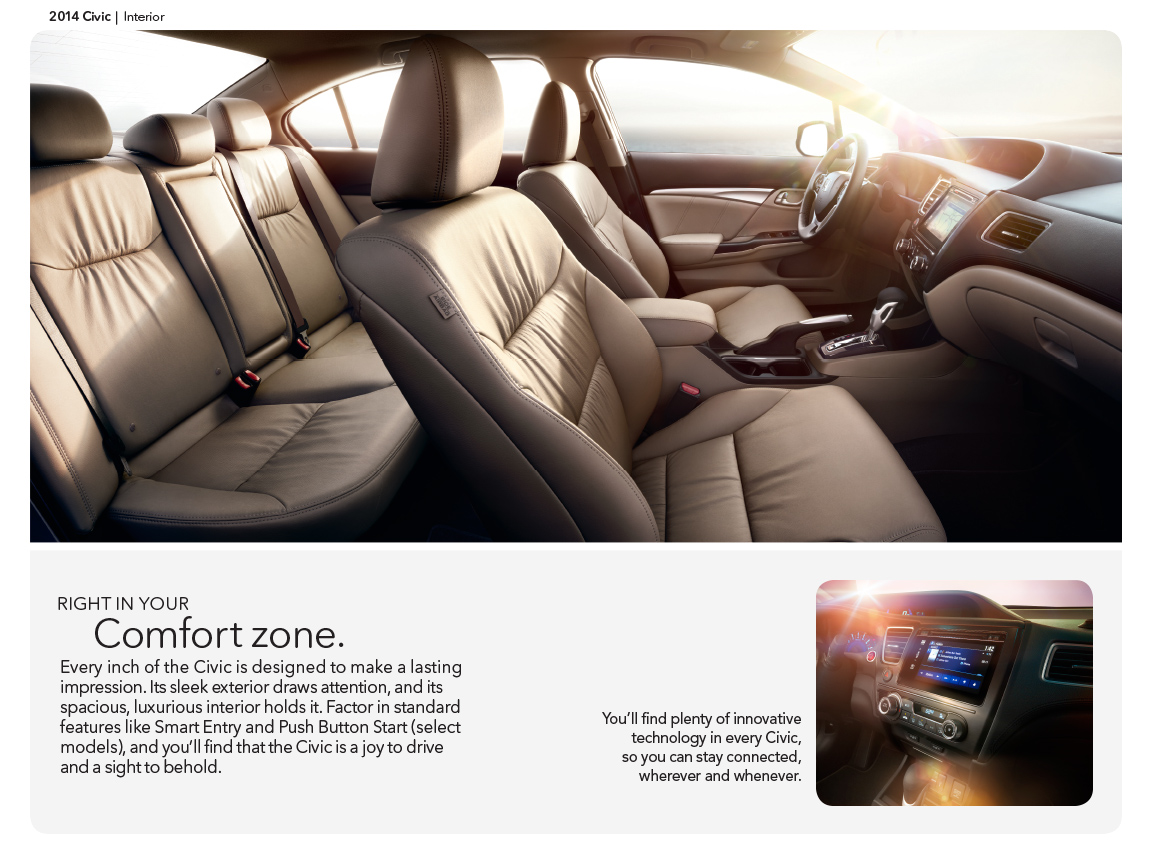 2014 Civic | Interior
RIGHT IN YOUR
Comfort zone.
Every inch of the Civic is designed to make a lasting
impression. Its sleek exterior draws attention, and its
spacious, luxurious interior holds it. Factor in standard
features like Smart Entry and Push Button Start (select
models), and you’ll find that the Civic is a joy to drive
and a sight to behold.
You’ll find plenty of innovative
technology in every Civic,
so you can stay connected,
wherever and whenever.
1:42